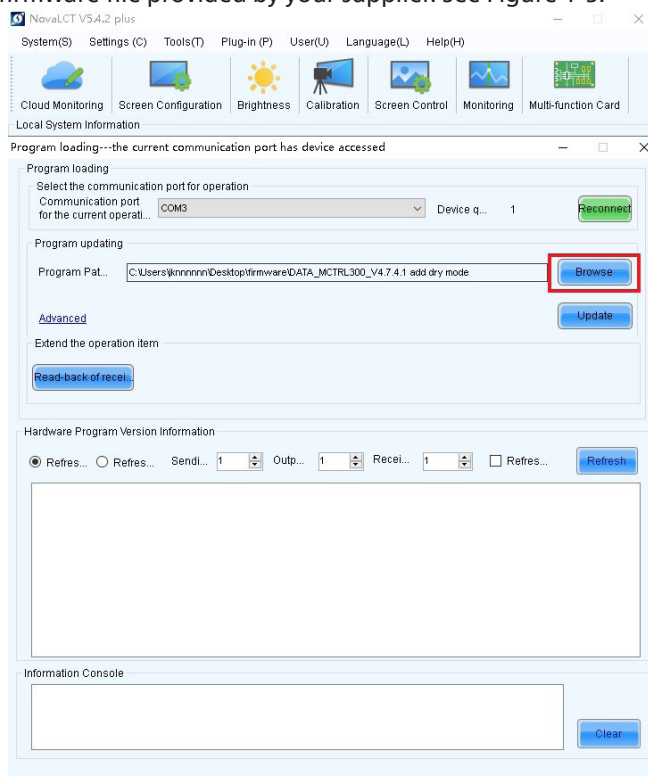 firmware file provided by your supplier. See Figure 4-5.
NovaLCT V5.4.2 plus
System(S) Settings (C) Tools(T) Plug-in (P) User(U) Language(L) Help(H)
Cloud Monitoring Screen Configuration Brightness Calibration Screen Control Monitoring Multi-function Card
Local System Information
Program loading---the current communication port has device accessed
Program loading
Select the communication port for operation
Communication port
for the current operati... COM3 Device q... 1 Reconnect
Program updating
Program Pat... C:\Users\jknnnnnn\Desktop\firmware\DATA_MCTRL300_V4.7.4.1 add dry mode Browse
Advanced Update
Extend the operation item
Read-back of recei...
Hardware Program Version Information
Refres... Refres... Sendi... 1 Outp... 1 Recei... 1 Refres... Refresh
Information Console
Clear